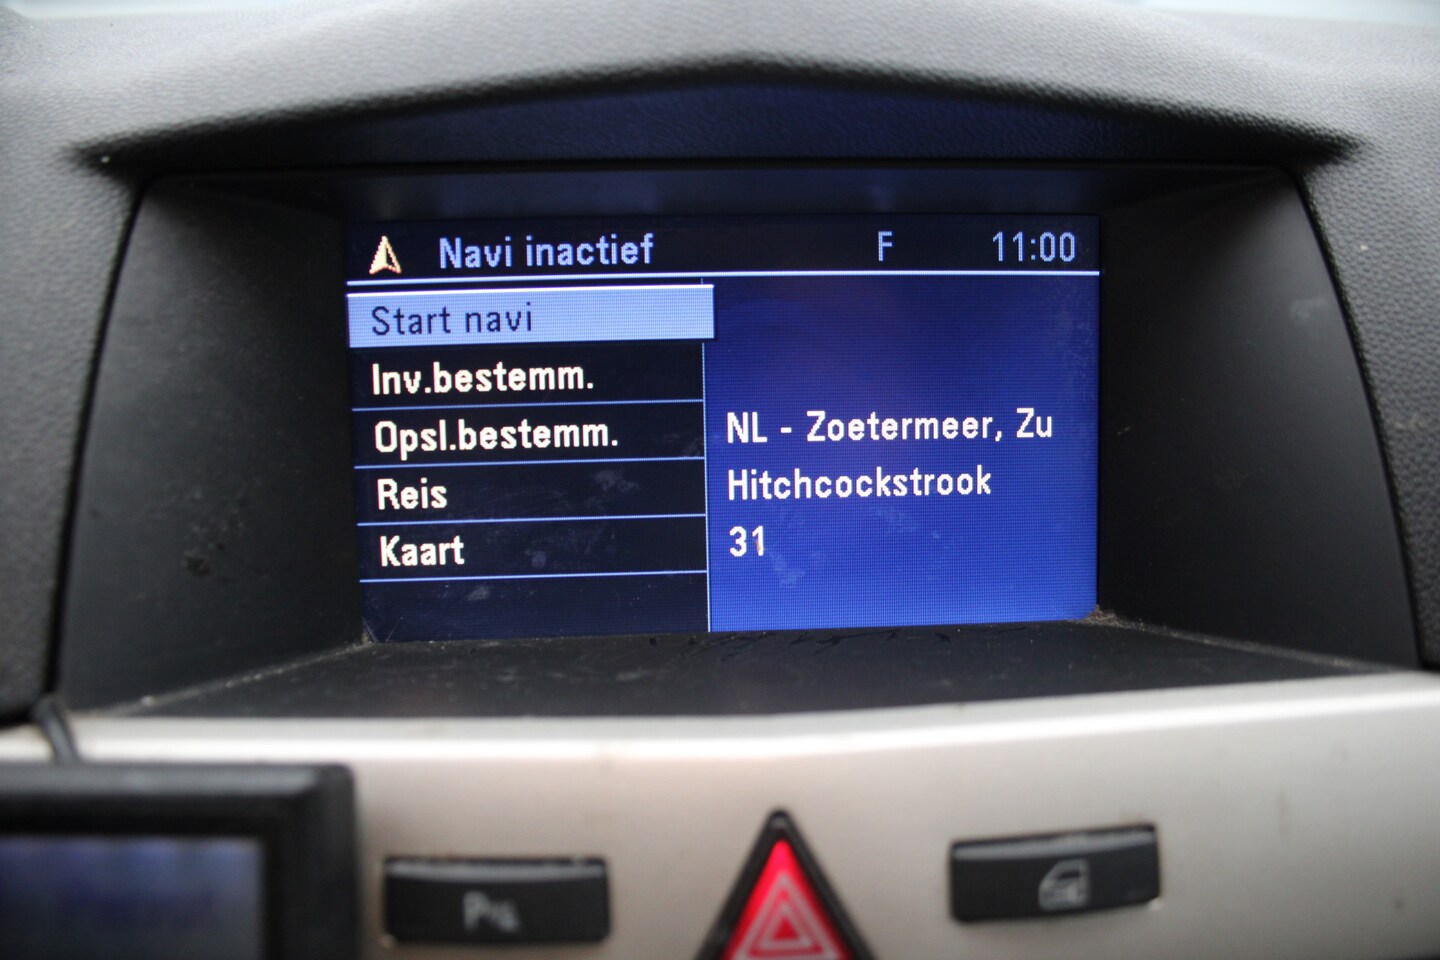 Navi inactief F 11:00
Start navi
Inv.bestemm.
Opsl.bestemm.
Reis
Kaart
NL - Zoetermeer, Zu
Hitchcockstrook
31